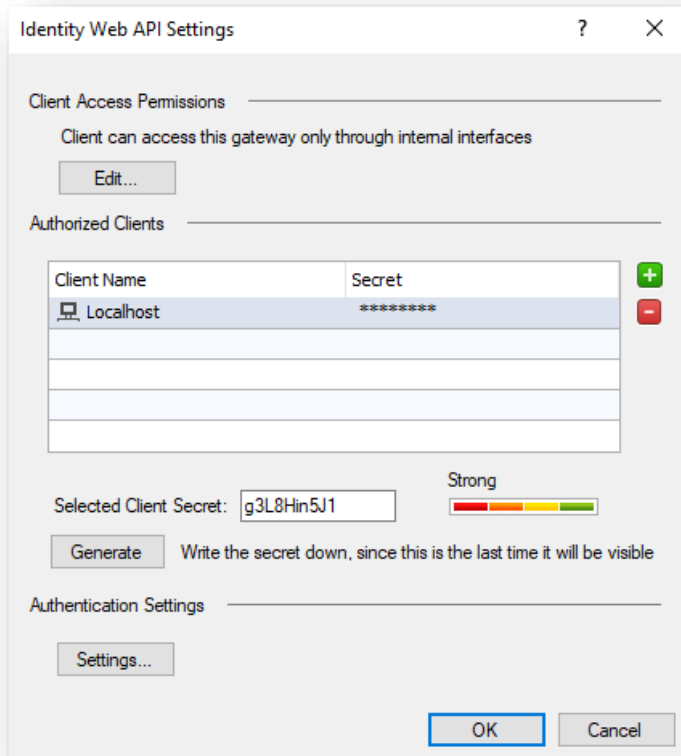 Identity Web API Settings ? ×
Client Access Permissions
Client can access this gateway only through internal interfaces
Edit...
Authorized Clients
Client Name Secret
Localhost ********
Strong
Selected Client Secret: g3L8Hin5J1
Generate Write the secret down, since this is the last time it will be visible
Authentication Settings
Settings...
OK Cancel